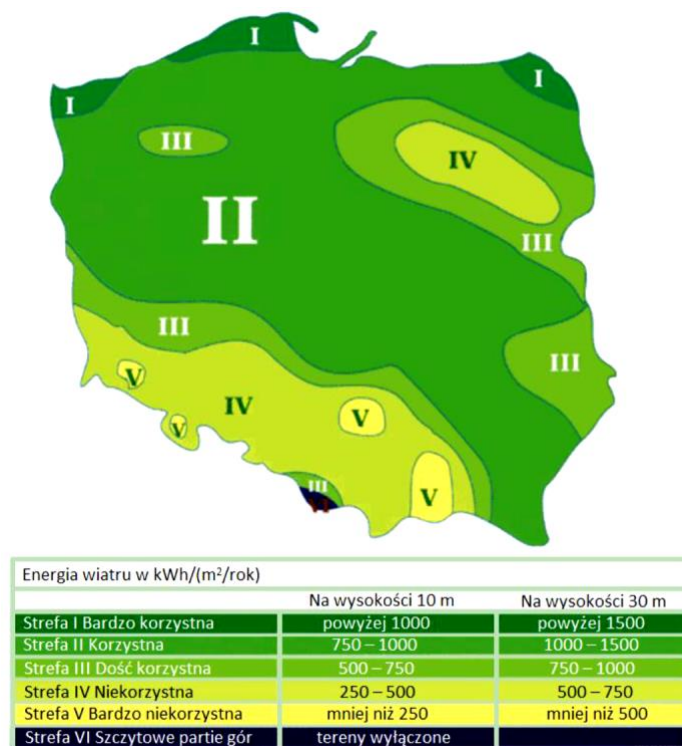 I
I
I
III
IV
II
III
III
III
V
IV
V
V
III
VI
V
Energia wiatru w kWh/(m²/rok)
Na wysokości 10 m Na wysokości 30 m
Strefa I Bardzo korzystna powyżej 1000 powyżej 1500
Strefa II Korzystna 750 – 1000 1000 – 1500
Strefa III Dość korzystna 500 – 750 750 – 1000
Strefa IV Niekorzystna 250 – 500 500 – 750
Strefa V Bardzo niekorzystna mniej niż 250 mniej niż 500
Strefa VI Szczytowe partie gór tereny wyłączone